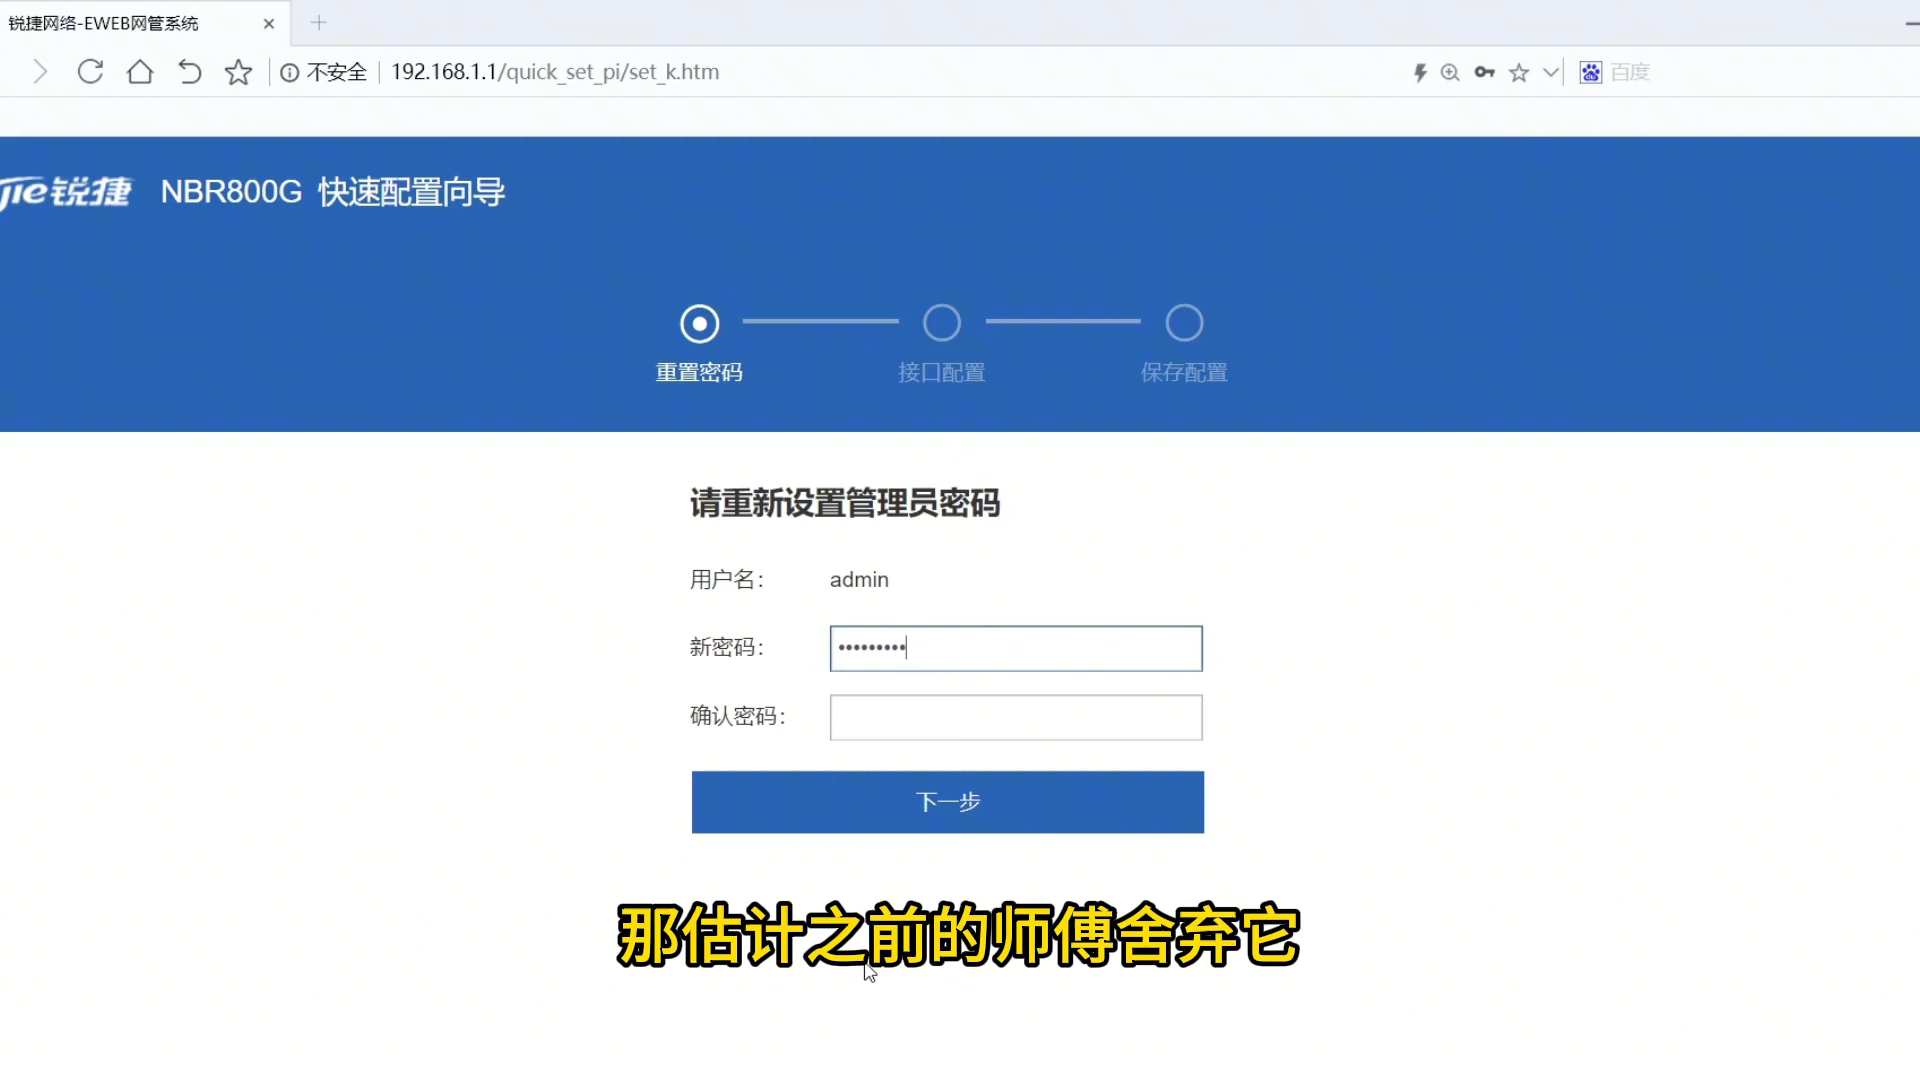 锐捷网络-EWEB网管系统
不安全 192.168.1.1/quick_set_pi/set_k.htm 百度
jie锐捷 NBR800G 快速配置向导
重置密码 接口配置 保存配置
请重新设置管理员密码
用户名： admin
新密码： •••••••••
确认密码：
下一步
那估计之前的师傅舍弃它